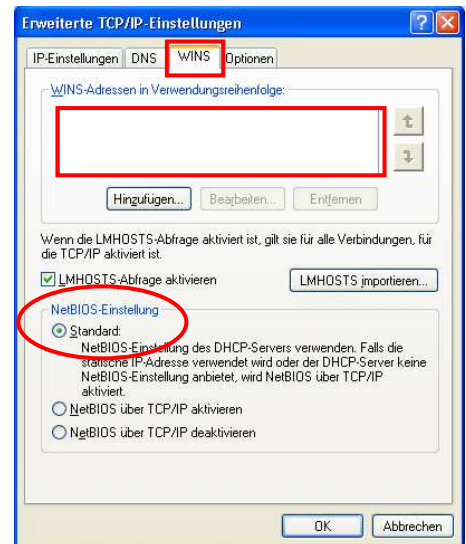 Erweiterte TCP/IP-Einstellungen
IP-Einstellungen DNS WINS Optionen
WINS-Adressen in Verwendungsreihenfolge:
Hinzufügen... Bearbeiten... Entfernen
Wenn die LMHOSTS-Abfrage aktiviert ist, gilt sie für alle Verbindungen, für
die TCP/IP aktiviert ist.
LMHOSTS-Abfrage aktivieren LMHOSTS importieren...
NetBIOS-Einstellung
Standard:
NetBIOS-Einstellung des DHCP-Servers verwenden. Falls die
statische IP-Adresse verwendet wird oder der DHCP-Server keine
NetBIOS-Einstellung anbietet, wird NetBIOS über TCP/IP
aktiviert.
NetBIOS über TCP/IP aktivieren
NetBIOS über TCP/IP deaktivieren
OK Abbrechen